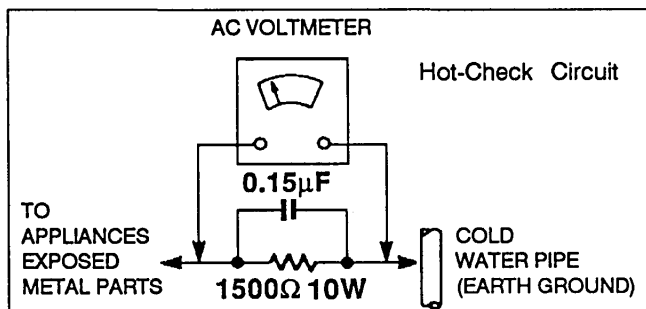 AC VOLTMETER
Hot-Check Circuit
0.15µF
TO
APPLIANCES
EXPOSED
METAL PARTS
1500Ω 10W
COLD
WATER PIPE
(EARTH GROUND)